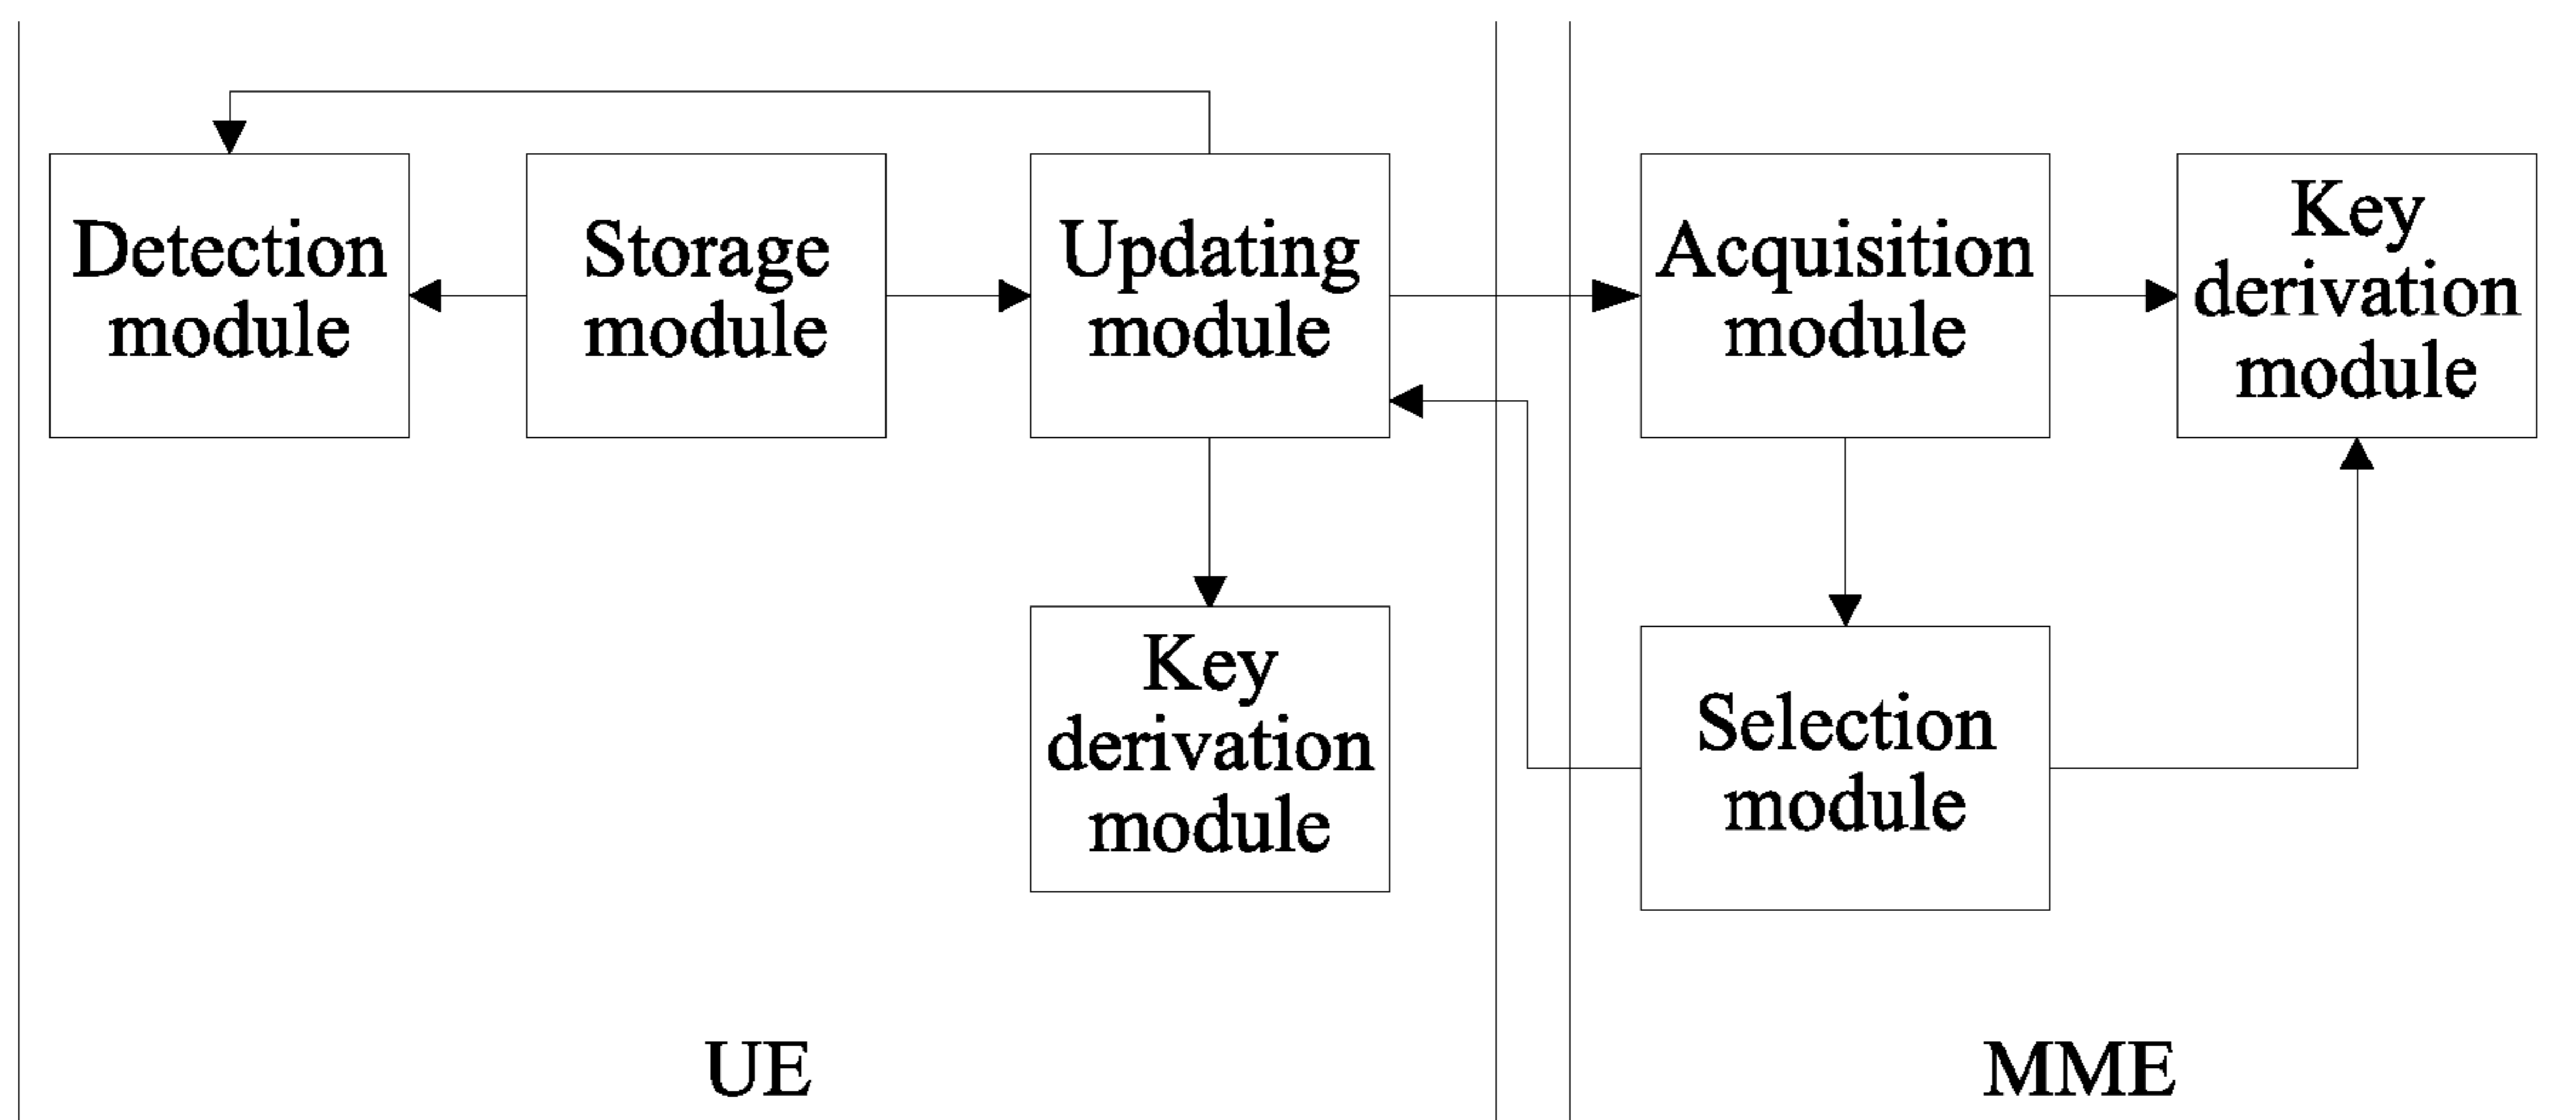 Detection
module
Storage
module
Updating
module
Acquisition
module
Key
derivation
module
Key
derivation
module
Selection
module
UE
MME